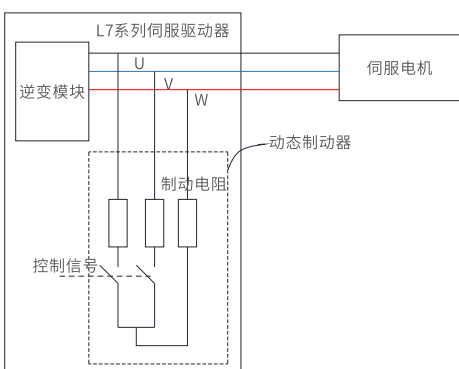 L7系列伺服驱动器
U
伺服电机
V
逆变模块
W
动态制动器
制动电阻
控制信号